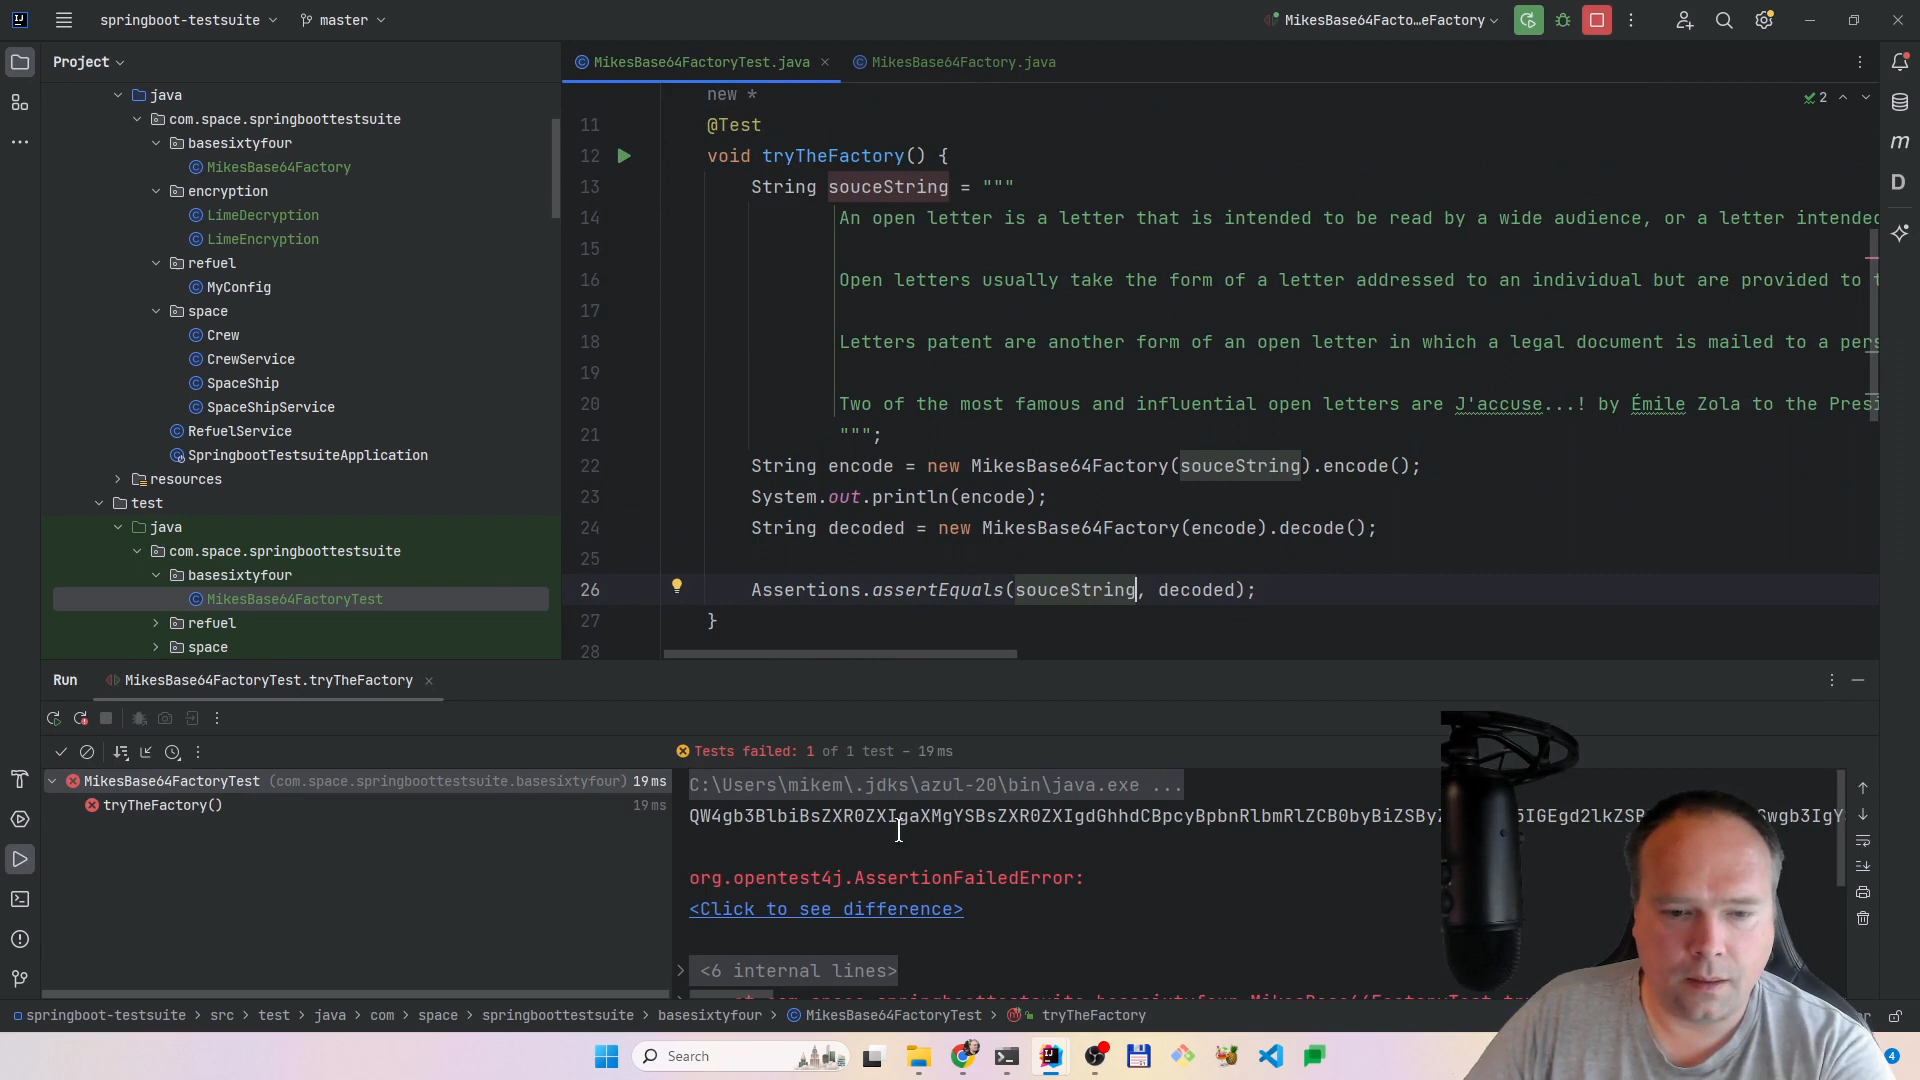 springboot-testsuite
master
MikesBase64Facto...eFactory
Project
MikesBase64FactoryTest.java
MikesBase64Factory.java
java
com.space.springboottestsuite
basesixtyfour
MikesBase64Factory
encryption
LimeDecryption
LimeEncryption
refuel
MyConfig
space
Crew
CrewService
SpaceShip
SpaceShipService
RefuelService
SpringbootTestsuiteApplication
resources
test
java
com.space.springboottestsuite
basesixtyfour
MikesBase64FactoryTest
refuel
space
new *
2
11 @Test
12 void tryTheFactory() {
13 String souceString = """
14 An open letter is a letter that is intended to be read by a wide audience, or a letter intended
15
16 Open letters usually take the form of a letter addressed to an individual but are provided to t
17
18 Letters patent are another form of an open letter in which a legal document is mailed to a pers
19
20 Two of the most famous and influential open letters are J'accuse...! by Émile Zola to the Presi
21 """;
22 String encode = new MikesBase64Factory(souceString).encode();
23 System.out.println(encode);
24 String decoded = new MikesBase64Factory(encode).decode();
25
26 Assertions.assertEquals(souceString, decoded);
27 }
28
Run
MikesBase64FactoryTest.tryTheFactory
Tests failed: 1 of 1 test – 19 ms
MikesBase64FactoryTest (com.space.springboottestsuite.basesixtyfour) 19 ms
tryTheFactory() 19 ms
C:\Users\mikem\.jdks\azul-20\bin\java.exe ...
org.opentest4j.AssertionFailedError:
<Click to see difference>
<6 internal lines>
springboot-testsuite > src > test > java > com > space > springboottestsuite > basesixtyfour > MikesBase64FactoryTest > tryTheFactory
Search
4